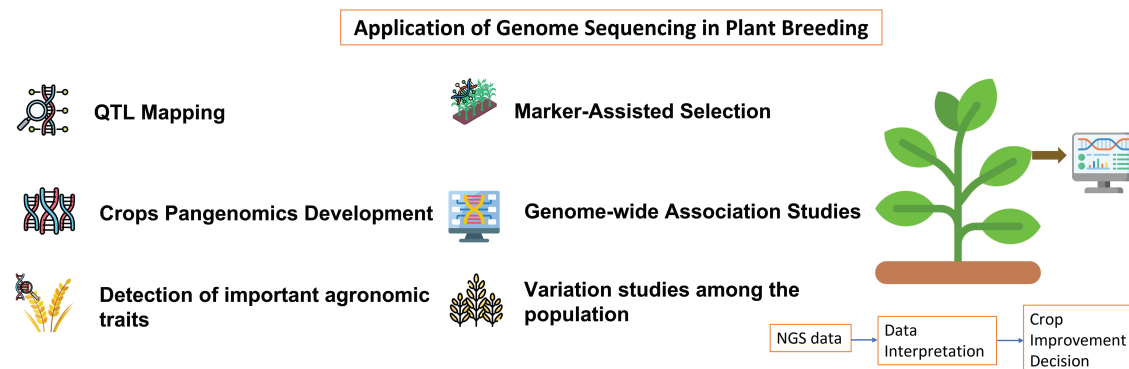 Application of Genome Sequencing in Plant Breeding
QTL Mapping
Marker-Assisted Selection
Crops Pangenomics Development
Genome-wide Association Studies
Detection of important agronomic
traits
Variation studies among the
population
NGS data
Data
Interpretation
Crop
Improvement
Decision